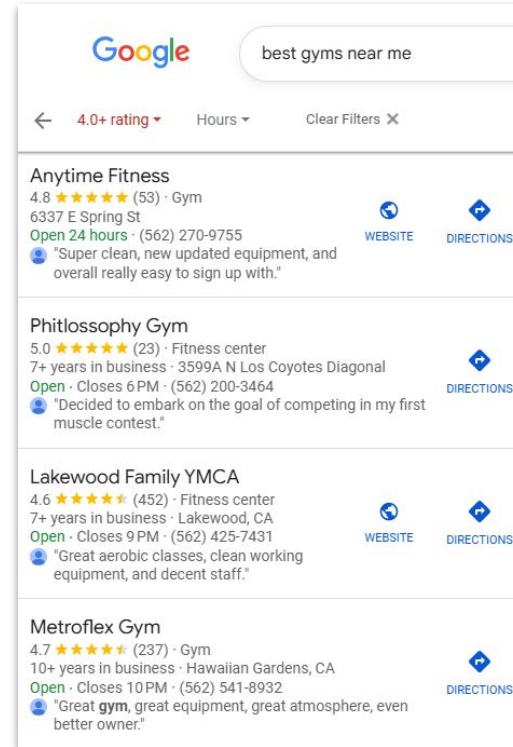 Google
best gyms near me
4.0+ rating Hours Clear Filters
Anytime Fitness
4.8 (53) · Gym
6337 E Spring St
Open 24 hours · (562) 270-9755
"Super clean, new updated equipment, and
overall really easy to sign up with."
WEBSITE
DIRECTIONS
Phitlossophy Gym
5.0 (23) · Fitness center
7+ years in business · 3599A N Los Coyotes Diagonal
Open · Closes 6 PM · (562) 200-3464
"Decided to embark on the goal of competing in my first
muscle contest."
DIRECTIONS
Lakewood Family YMCA
4.6 (452) · Fitness center
7+ years in business · Lakewood, CA
Open · Closes 9 PM · (562) 425-7431
"Great aerobic classes, clean working
equipment, and decent staff."
WEBSITE
DIRECTIONS
Metroflex Gym
4.7 (237) · Gym
10+ years in business · Hawaiian Gardens, CA
Open · Closes 10 PM · (562) 541-8932
"Great gym, great equipment, great atmosphere, even
better owner."
DIRECTIONS